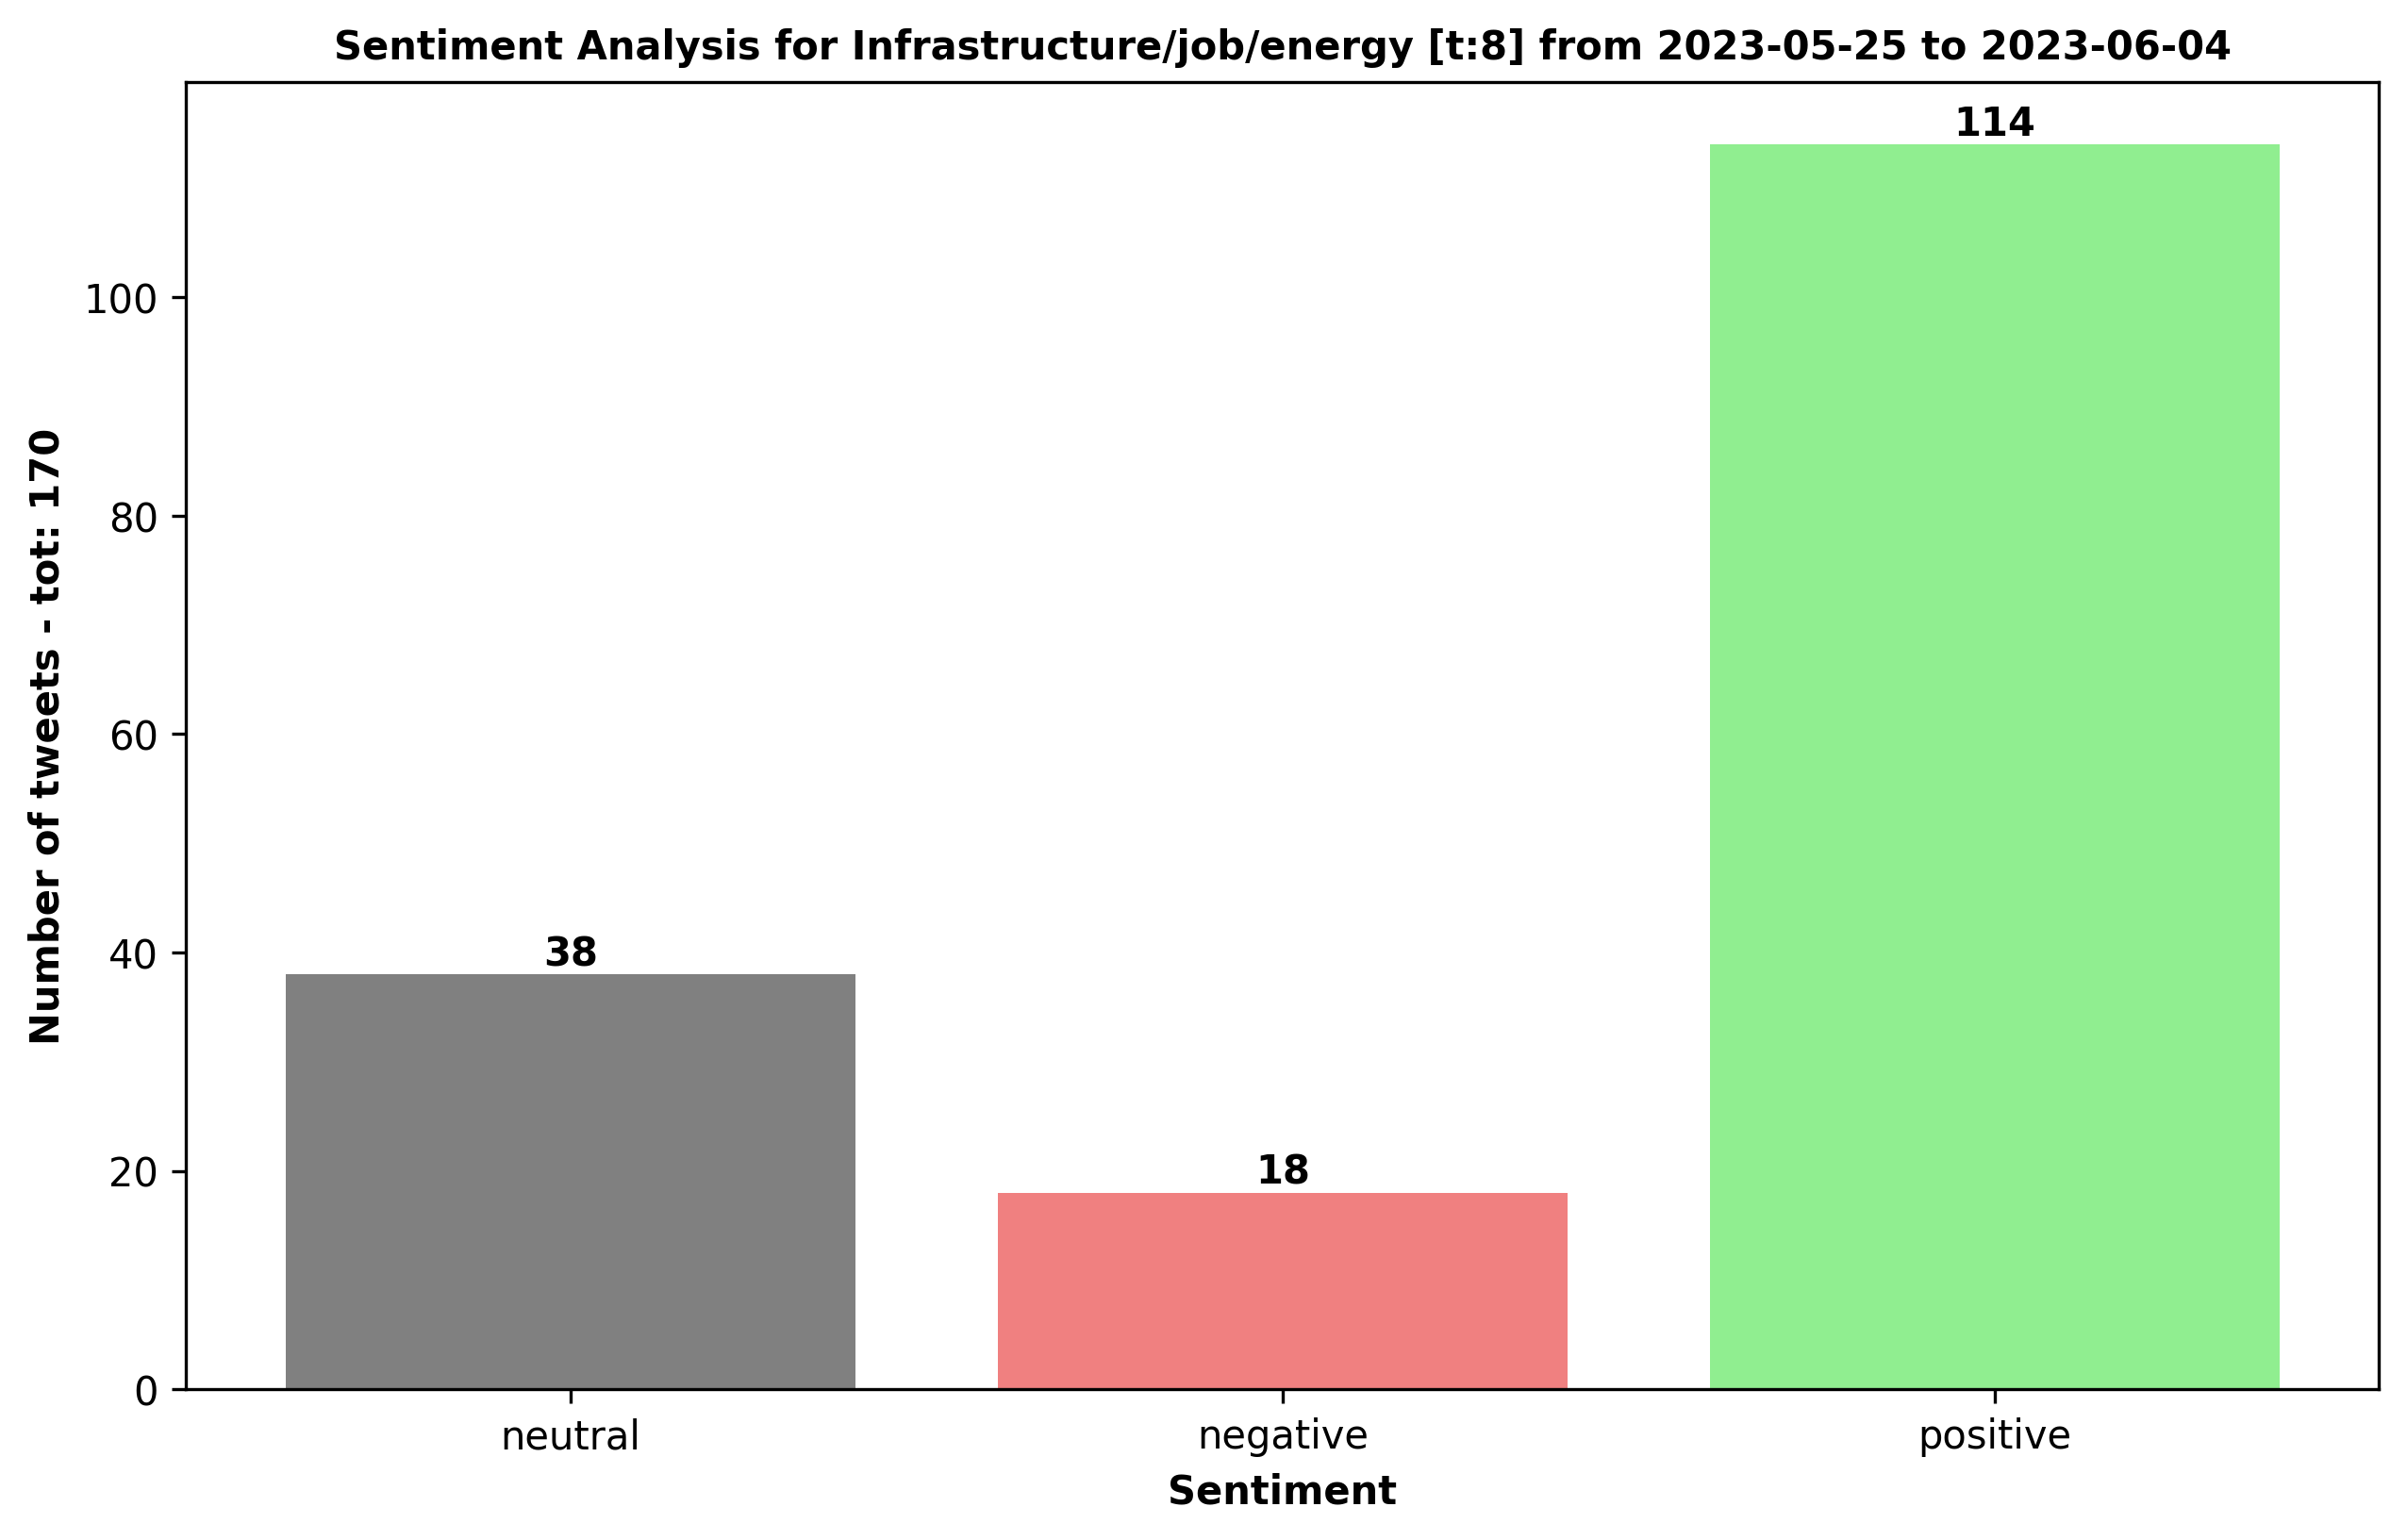 Sentiment Analysis for Infrastructure/job/energy [t:8] from 2023-05-25 to 2023-06-04
Number of tweets - tot: 170
100
80
60
40
20
0
114
38
18
neutral
negative
positive
Sentiment